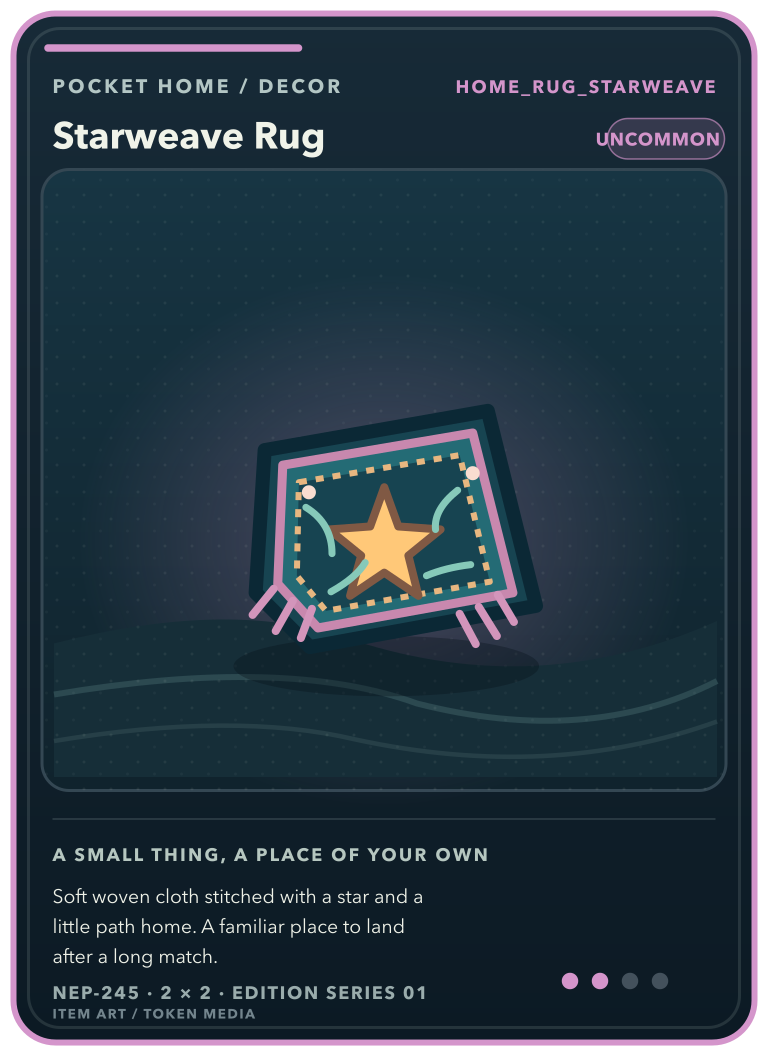 POCKET HOME / DECOR
HOME_RUG_STARWEAVE
Starweave Rug
UNCOMMON
A SMALL THING, A PLACE OF YOUR OWN
Soft woven cloth stitched with a star and a
little path home. A familiar place to land
after a long match.
NEP-245 · 2 × 2 · EDITION SERIES 01
ITEM ART / TOKEN MEDIA